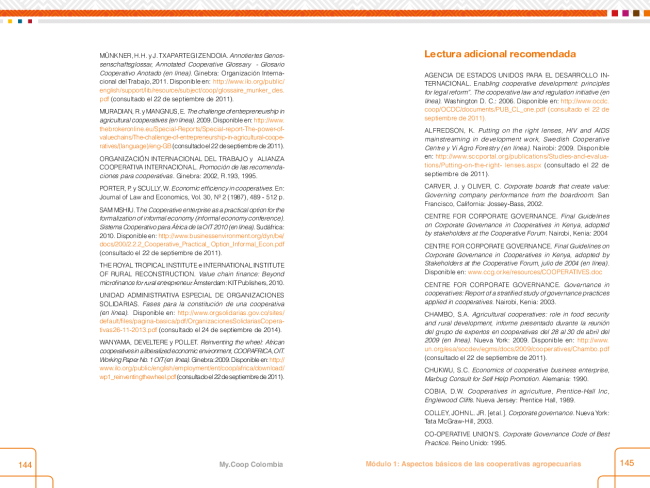 MÜNKNER, H. H. y J. TXAPARTEGI ZENDOIA. Annotiertes Genos-
senschaftsglossar, Annotated Cooperative Glossary - Glosario
Cooperativo Anotado (en línea). Ginebra: Organización Interna-
cional del Trabajo, 2011. Disponible en: http://www.ilo.org/public/
english/support/lib/resource/subject/coop/glossare_munker_des.
pdf (consultado el 22 de septiembre de 2011).
MURADIAN, R. y MANGNUS, E. The challenge of entepreneurship in
agricultural cooperatives (en línea). 2009. Disponible en: http://www.
thebrokeronline.eu/Special-Reports/Special-report-The-power-of-
valuechains/The-challenge-of-entrepreneurship-in-agricultural-coope-
ratives/(language)/eng-GB (consultado el 22 de septiembre de 2011).
ORGANIZACIÓN INTERNACIONAL DEL TRABAJO y ALIANZA
COOPERATIVA INTERNACIONAL. Promoción de las recomenda-
ciones para cooperativas. Ginebra: 2002, R.193, 1995.
PORTER, P. y SCULLY, W. Economic efficiency in cooperatives. En:
Journal of Law and Economics, Vol. 30, Nº 2 (1987), 489 - 512 p.
SAM MSHIU. The Cooperative enterprise as a practical option for the
formalization of informal economy (informal economy conference).
Sistema Cooperativo para África de la OIT 2010 (en línea). Sudáfrica:
2010. Disponible en: http://www.businessenvironment.org/dyn/be/
docs/200/2.2.2_Cooperative_Practical_ Option_Informal_Econ.pdf
(consultado el 22 de septiembre de 2011).
THE ROYAL TROPICAL INSTITUTE e INTERNATIONAL INSTITUTE
OF RURAL RECONSTRUCTION. Value chain finance: Beyond
microfinance for rural entrepreneur. Amsterdam: KIT Publishers, 2010.
UNIDAD ADMINISTRATIVA ESPECIAL DE ORGANIZACIONES
SOLIDARIAS. Fases para la constitución de una cooperativa
(en línea). Disponible en: http://www.orgsolidarias.gov.co/sites/
default/files/pagina-basica/pdf/OrganizacionesSolidariasCopera-
tivas26-11-2013.pdf (consultado el 24 de septiembre de 2014).
WANYAMA, DEVELTERE y POLLET. Reinventing the wheel: African
cooperatives in a liberalized economic environment, COOPAFRICA, OIT.
Working Paper No. 1 OIT (en línea). Ginebra: 2009. Disponible en: http://
www.ilo.org/public/english/employment/ent/coop/africa/download/
wp1_reinventingthewheel.pdf (consultado el 22 de septiembre de 2011).
144
My.Coop Colombia
Lectura adicional recomendada
AGENCIA DE ESTADOS UNIDOS PARA EL DESARROLLO IN-
TERNACIONAL. Enabling cooperative development: principles
for legal reform". The cooperative law and regulation initiative (en
línea). Washington D. C.: 2006. Disponible en: http://www.ocdc.
coop/OCDC/documents/PUB_CL_are.pdf (consultado el 22 de
septiembre de 2011).
ALFREDSON, K. Putting on the right lenses, HIV and AIDS
mainstreaming in development work, Swedish Cooperative
Centre y Vi Agro Forestry (en línea). Nairobi: 2009. Disponible
en: http://www.sccportal.org/publications/Studies-and-evalua-
tions/Putting-on-the-right- lenses.aspx (consultado el 22 de
septiembre de 2011).
CARVER, J. y OLIVER, C. Corporate boards that create value:
Governing company performance from the boardroom. San
Francisco, California: Jossey-Bass, 2002.
CENTRE FOR CORPORATE GOVERNANCE. Final Guidelines
on Corporate Governance in Cooperatives in Kenya, adopted
by stakeholders at the Cooperative Forum. Nairobi, Kenia: 2004
CENTRE FOR CORPORATE GOVERNANCE. Final Guidelines on
Corporate Governance in Cooperatives in Kenya, adopted by
Stakeholders at the Cooperative Forum, julio de 2004 (en línea).
Disponible en: www.ccg.or.ke/resources/COOPERATIVES.doc
CENTRE FOR CORPORATE GOVERNANCE. Governance in
cooperatives: Report of a stratified study of governance practices
applied in cooperatives. Nairobi, Kenia: 2003.
CHAMBO, S.A. Agricultural cooperatives: role in food security
and rural development, informe presentado durante la reunión
del grupo de expertos en cooperativas del 28 al 30 de abril del
2009 (en línea). Nueva York: 2009. Disponible en: http://www.
un.org/esa/socdev/egms/docs/2009/cooperatives/Chambo.pdf
(consultado el 22 de septiembre de 2011).
CHUKWU, S.C. Economics of cooperative business enterprise,
Marbug Consult for Self Help Promotion. Alemania: 1990.
COBIA, D.W. Cooperatives in agriculture, Prentice-Hall Inc,
Englewood Cliffs. Nueva Jersey: Prentice Hall, 1989.
COLLEY, JOHN L. JR. [et al.]. Corporate governance. Nueva York:
Tata McGraw-Hill, 2003.
CO-OPERATIVE UNION S. Corporate Governance Code of Best
Practice. Reino Unido: 1995.
Módulo 1: Aspectos básicos de las cooperativas agropecuarias
145